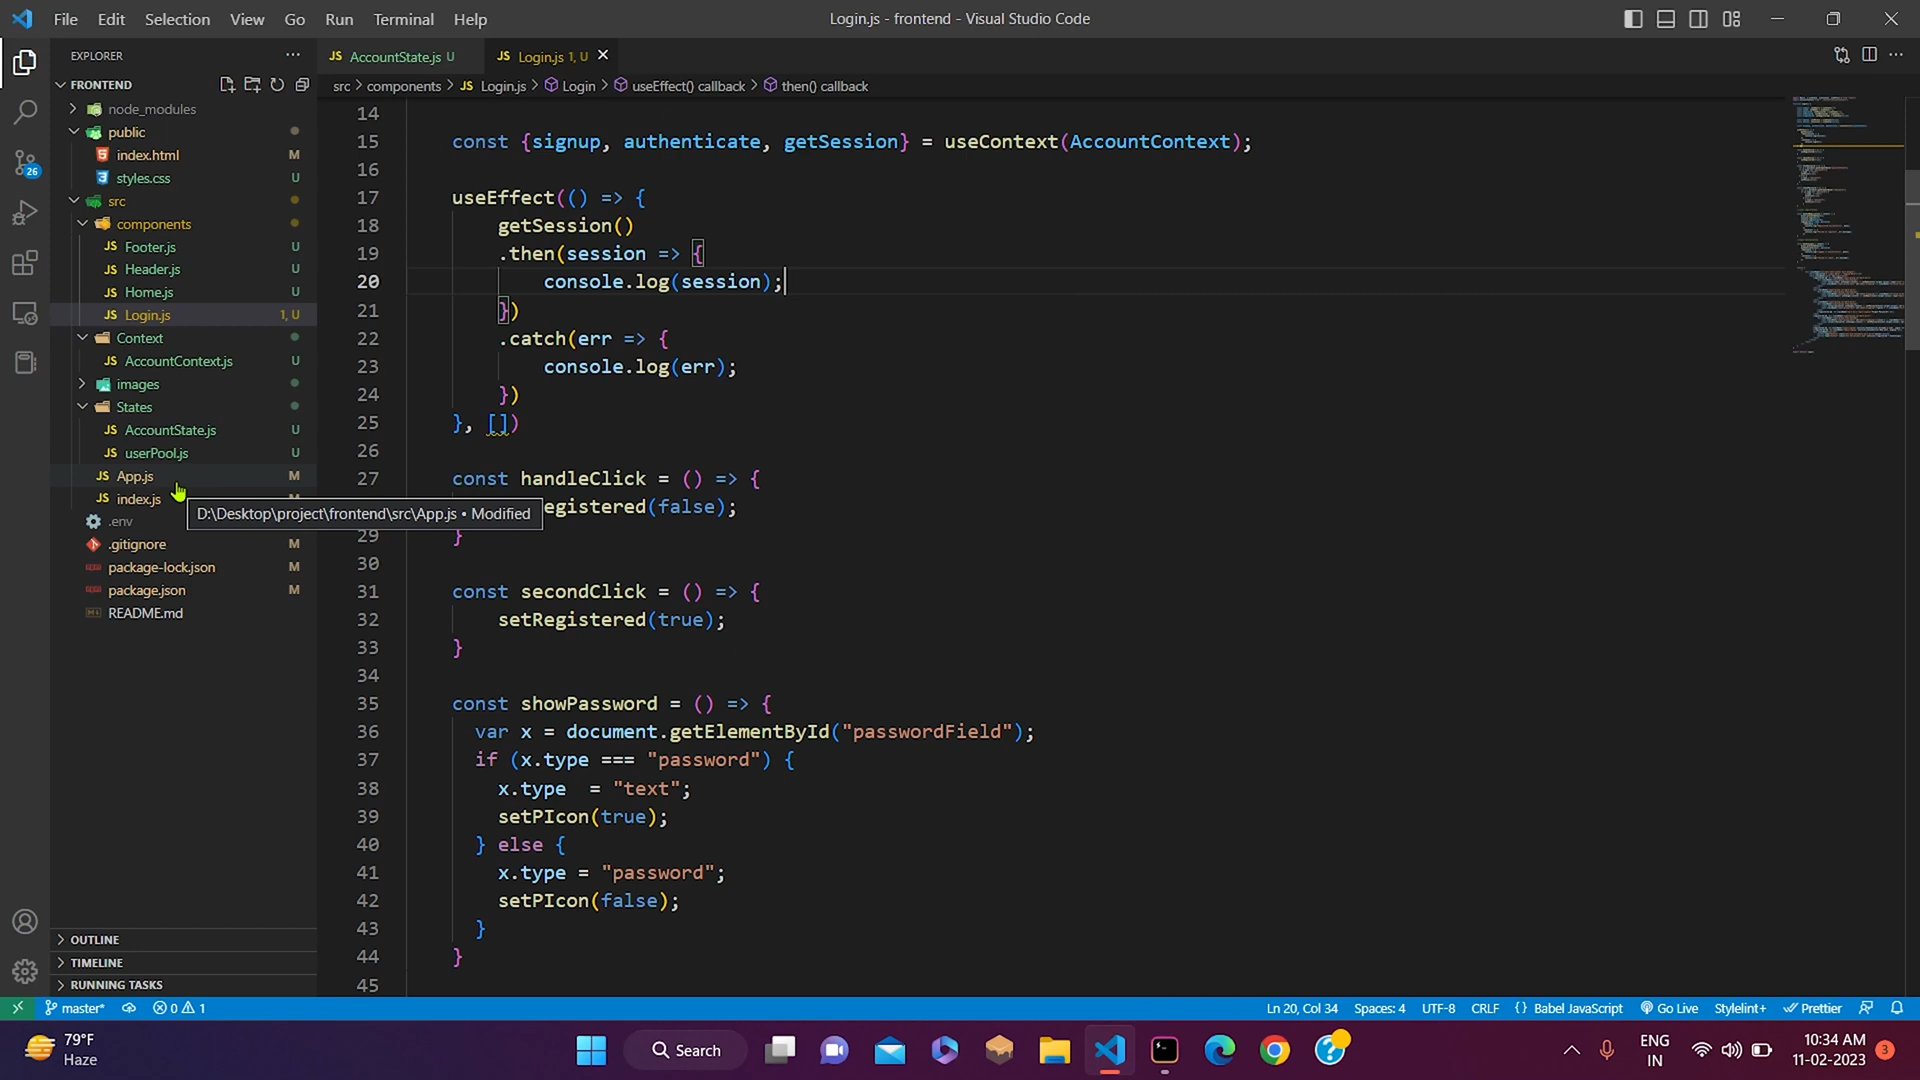 File Edit Selection View Go Run Terminal Help
Login.js - frontend - Visual Studio Code
EXPLORER
FRONTEND
node_modules
public
index.html M
styles.css U
src
components
Footer.js U
Header.js U
Home.js U
Login.js 1, U
Context
AccountContext.js U
images
States
AccountState.js U
userPool.js U
App.js M
index.js M
.env
.gitignore M
package-lock.json M
package.json M
README.md
D:\Desktop\project\frontend\src\App.js • Modified
OUTLINE
TIMELINE
RUNNING TASKS
26
JS AccountState.js U
JS Login.js 1, U
src > components > JS Login.js > Login > useEffect() callback > then() callback
14
15 const {signup, authenticate, getSession} = useContext(AccountContext);
16
17 useEffect(() => {
18 getSession()
19 .then(session => {
20 console.log(session);
21 })
22 .catch(err => {
23 console.log(err);
24 })
25 }, [])
26
27 const handleClick = () => {
egistered(false);
29 }
30
31 const secondClick = () => {
32 setRegistered(true);
33 }
34
35 const showPassword = () => {
36 var x = document.getElementById("passwordField");
37 if (x.type === "password") {
38 x.type  = "text";
39 setPIcon(true);
40 } else {
41 x.type = "password";
42 setPIcon(false);
43 }
44 }
45
master* 0 1
Ln 20, Col 34 Spaces: 4 UTF-8 CRLF {} Babel JavaScript Go Live Stylelint+ Prettier
79°F
Haze
Search
ENG
IN
10:34 AM
11-02-2023
3